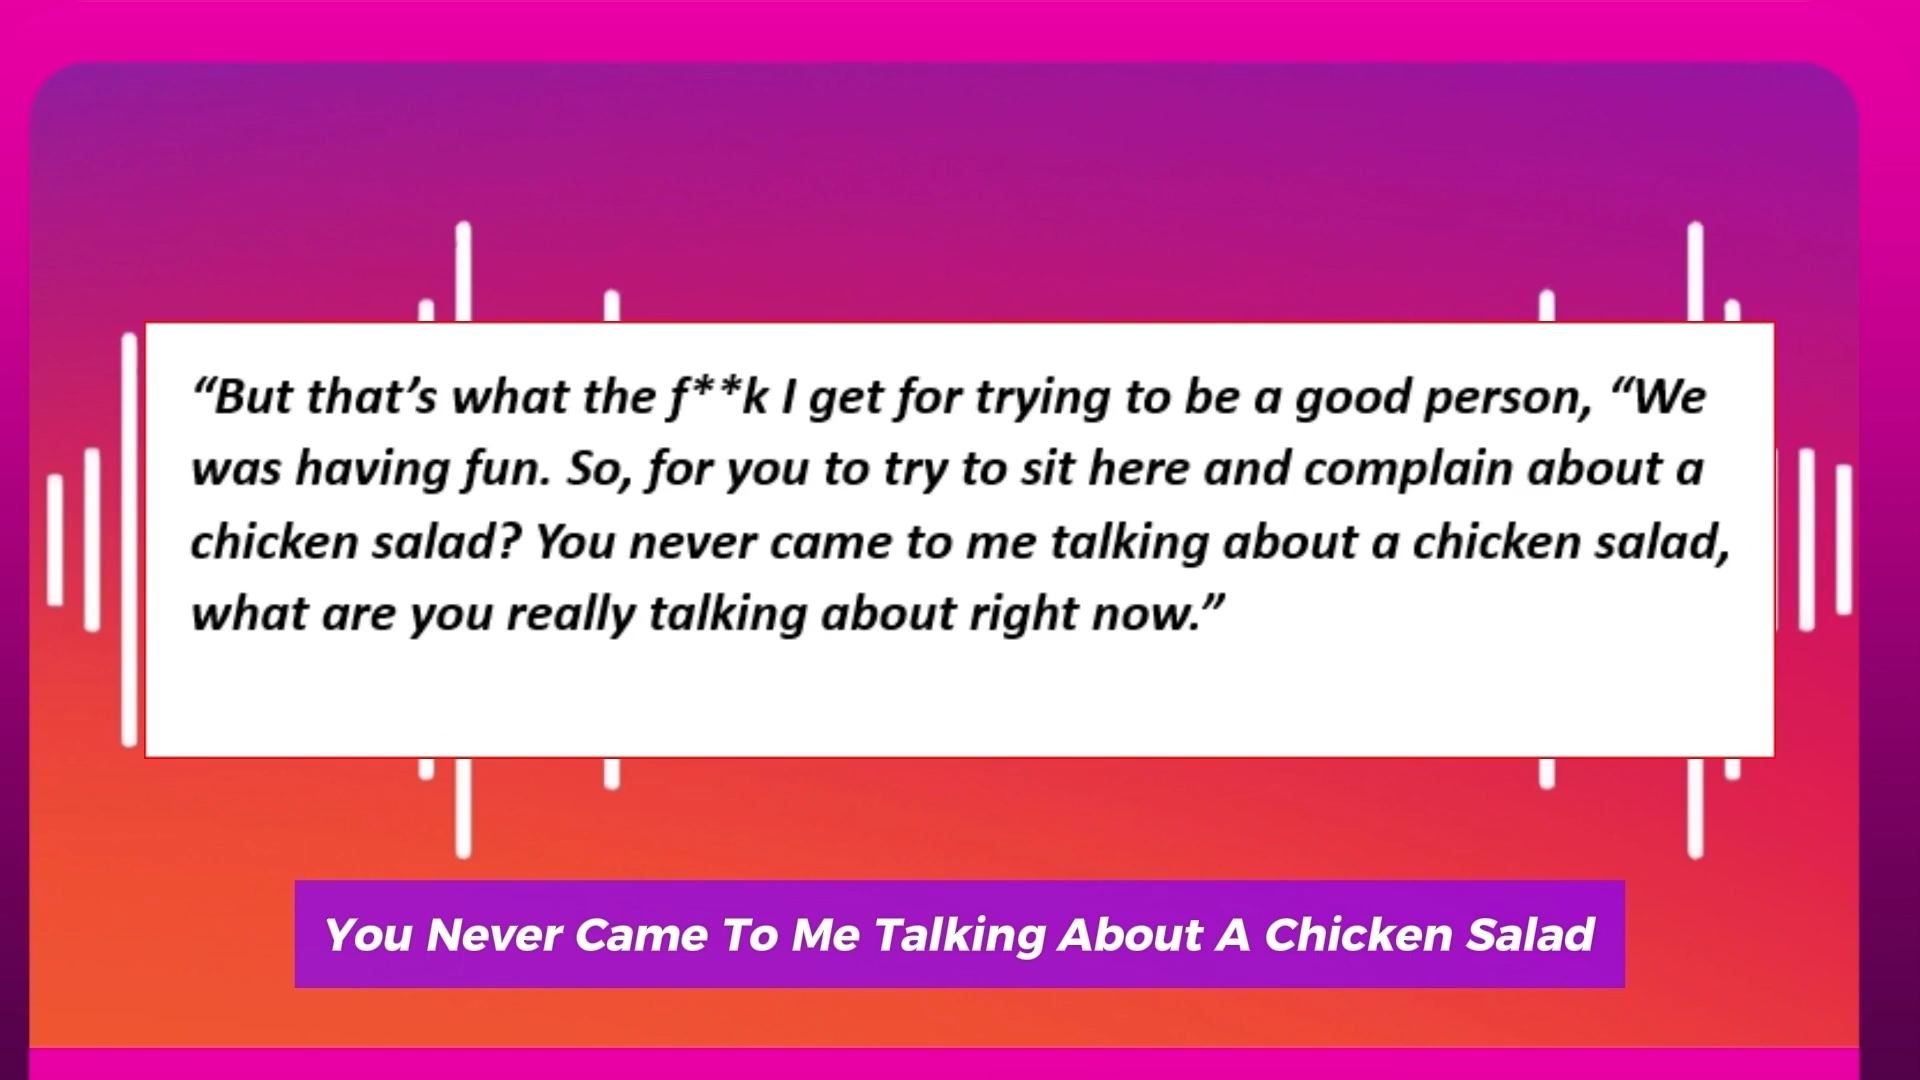 “But that’s what the f**k I get for trying to be a good person, “We
was having fun. So, for you to try to sit here and complain about a
chicken salad? You never came to me talking about a chicken salad,
what are you really talking about right now.”
You Never Came To Me Talking About A Chicken Salad